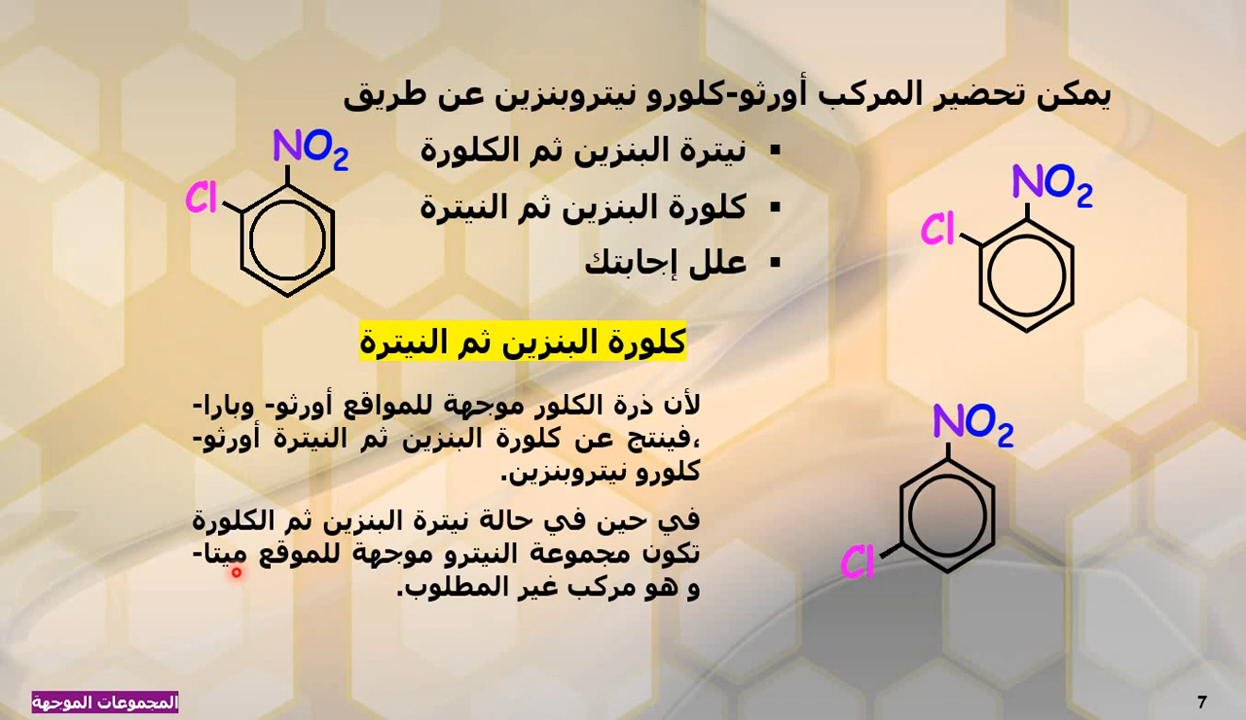 يمكن تحضير المركب أورثو-كلورو نيتروبنزين عن طريق
▪ نيترة البنزين ثم الكلورة
▪ كلورة البنزين ثم النيترة
▪ علل إجابتك
NO2
Cl
NO2
Cl
كلورة البنزين ثم النيترة
لأن ذرة الكلور موجهة للمواقع أورثو- وبارا-
،فينتج عن كلورة البنزين ثم النيترة أورثو-
كلورو نيتروبنزين.
NO2
Cl
في حين في حالة نيترة البنزين ثم الكلورة
تكون مجموعة النيترو موجهة للموقع ميتا-
و هو مركب غير المطلوب.
المجموعات الموجهة
7